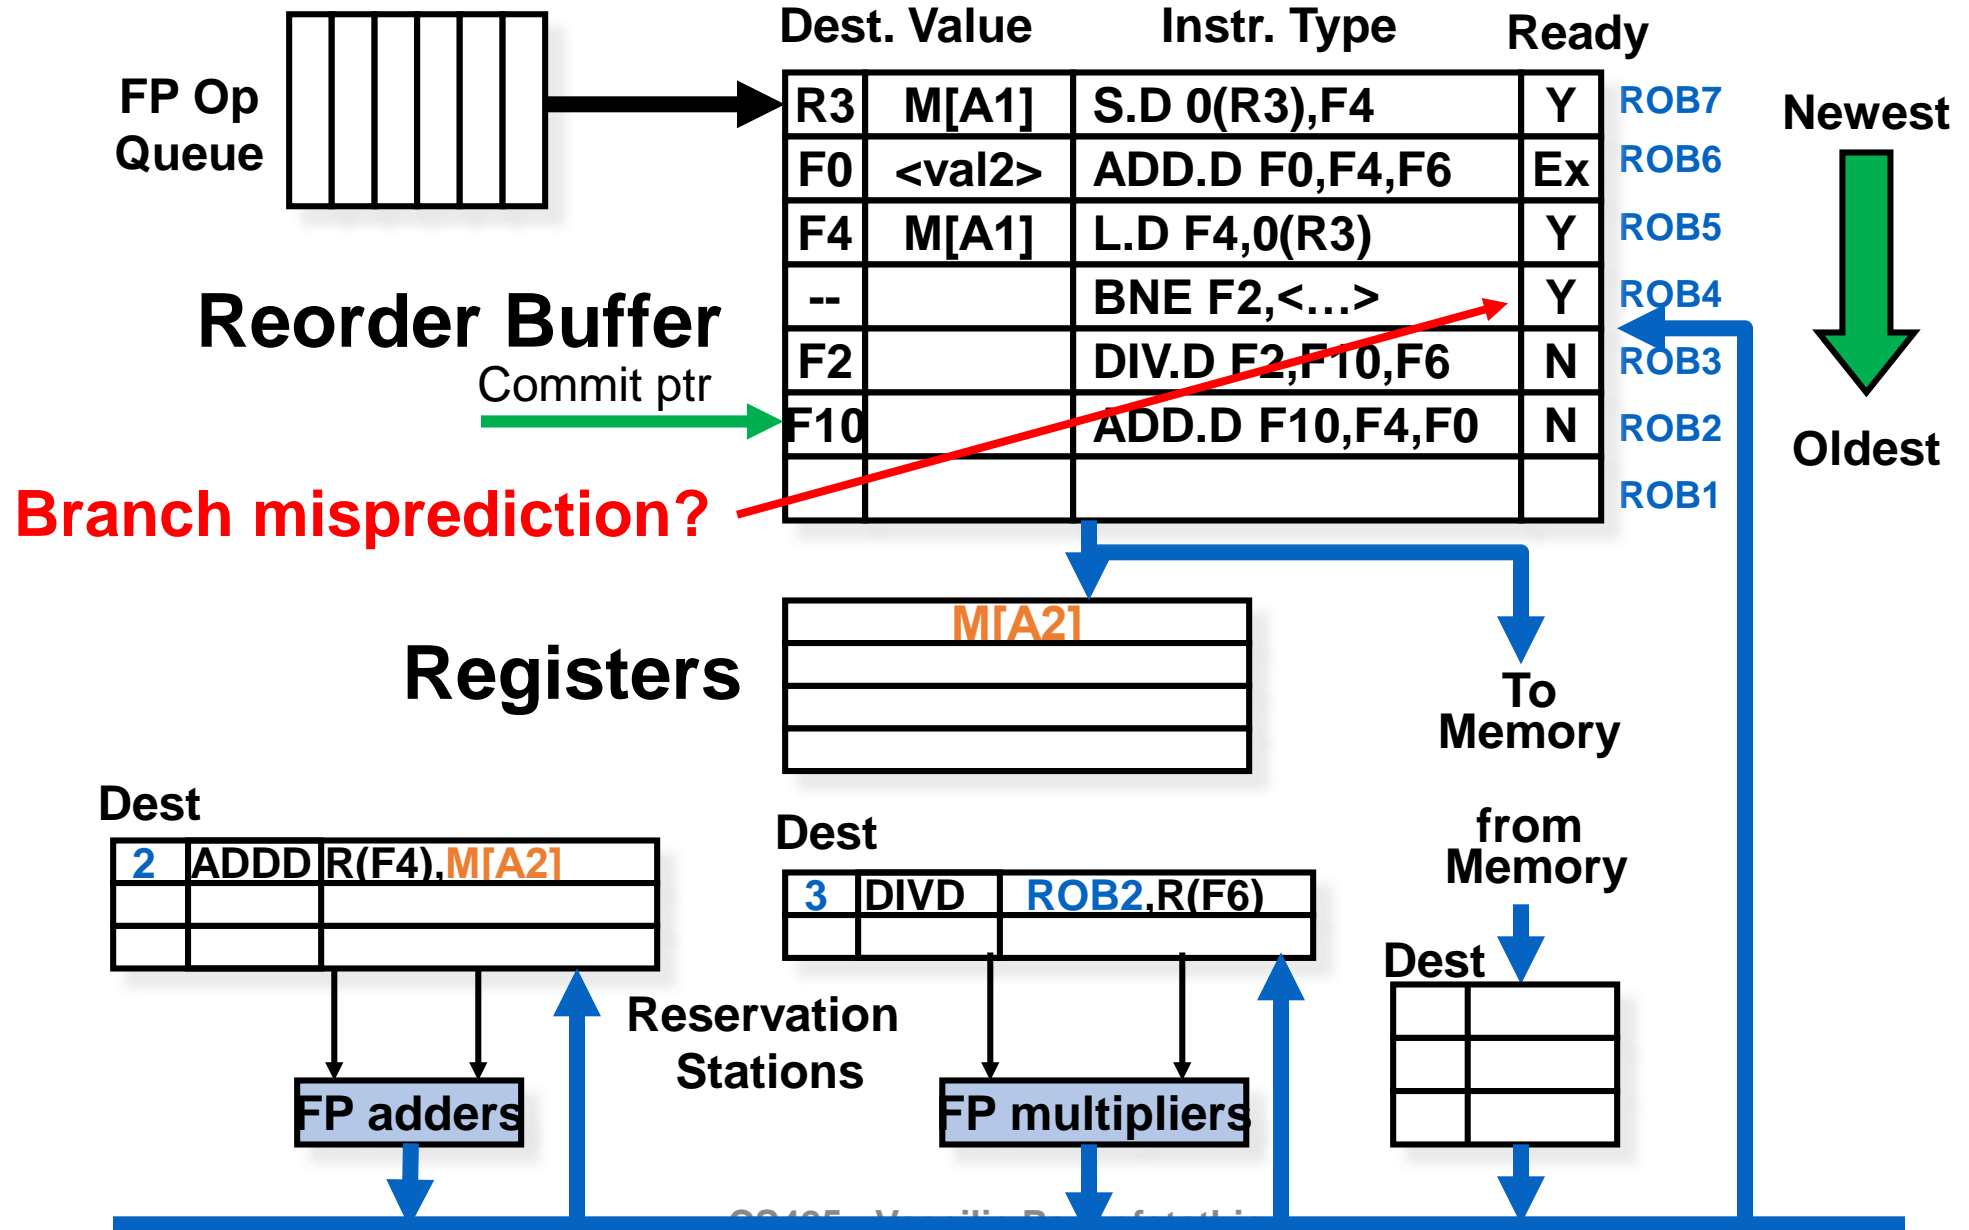 Dest. Value Instr. Type Ready
FP Op
Queue
R3 M[A1] S.D 0(R3),F4 Y ROB7
F0 <val2> ADD.D F0,F4,F6 Ex ROB6
F4 M[A1] L.D F4,0(R3) Y ROB5
-- BNE F2,<…> Y ROB4
F2 DIV.D F2,F10,F6 N ROB3
F10 ADD.D F10,F4,F0 N ROB2
ROB1
Newest
Oldest
Reorder Buffer
Commit ptr
Branch misprediction?
Registers
M[A2]
To
Memory
Dest
2 ADDD R(F4),M[A2]
Dest
3 DIVD ROB2,R(F6)
from
Memory
Dest
Reservation
Stations
FP adders
FP multipliers